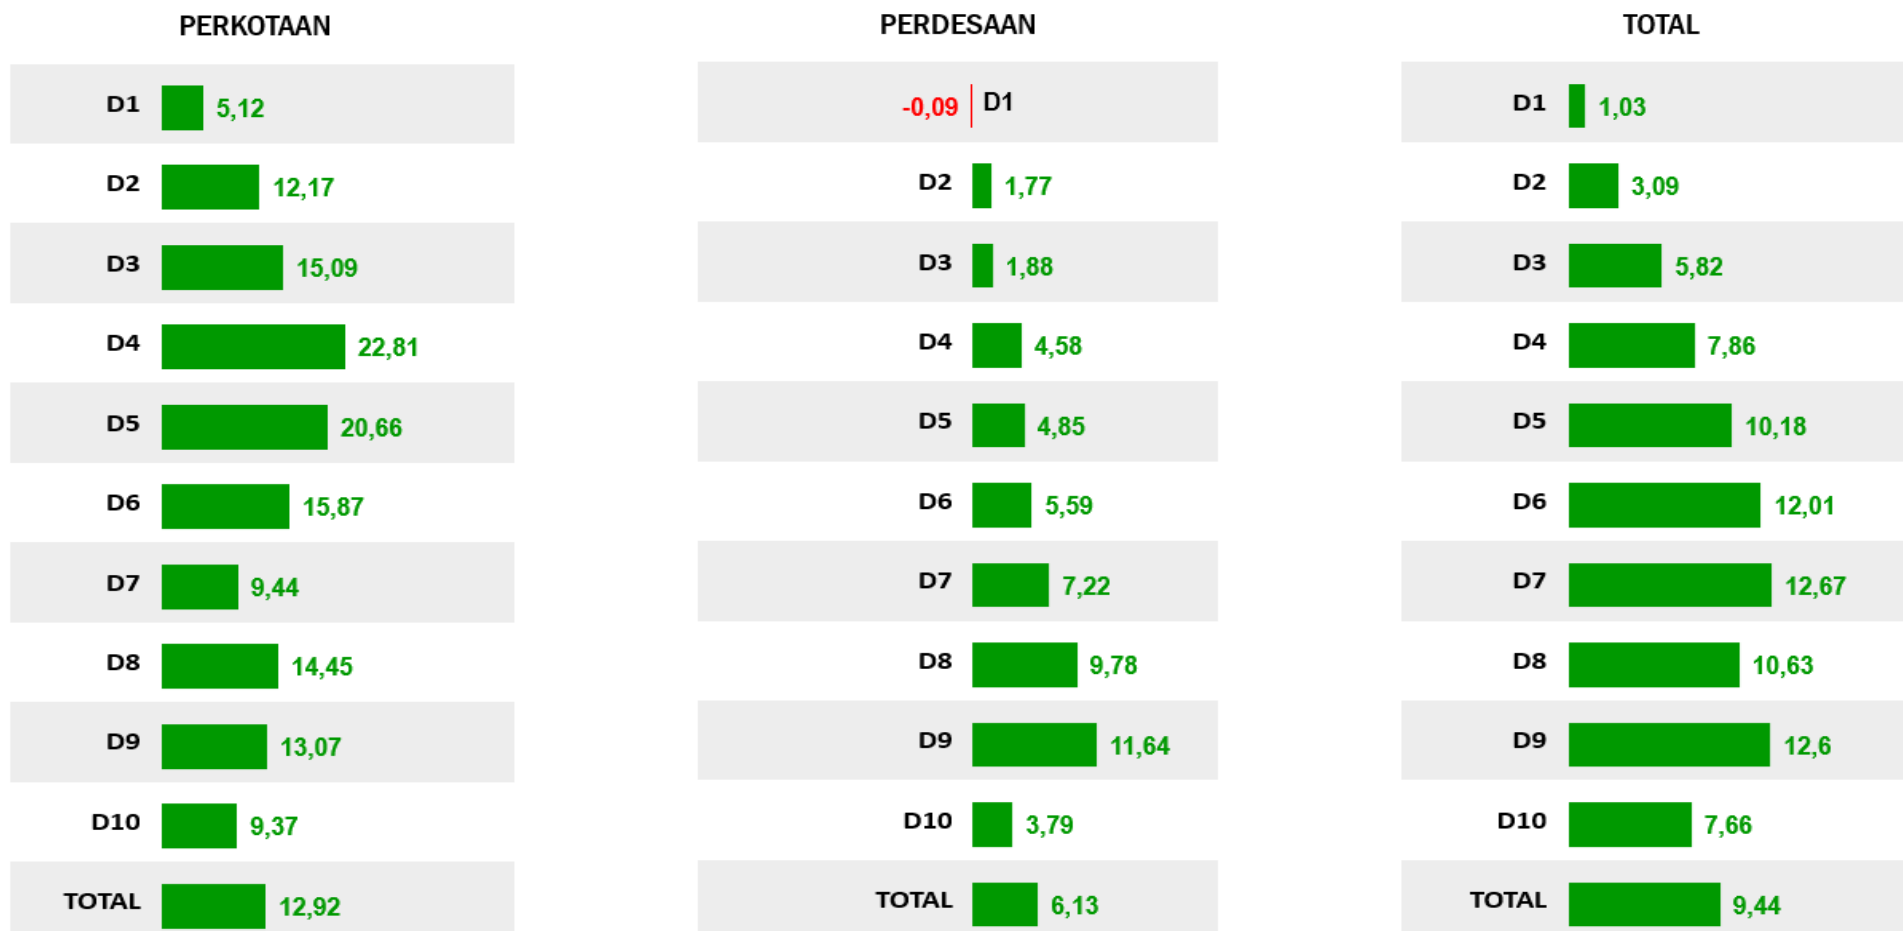 PERKOTAAN
D1 5,12
D2 12,17
D3 15,09
D4 22,81
D5 20,66
D6 15,87
D7 9,44
D8 14,45
D9 13,07
D10 9,37
TOTAL 12,92
PERDESAAN
-0,09 D1
D2 1,77
D3 1,88
D4 4,58
D5 4,85
D6 5,59
D7 7,22
D8 9,78
D9 11,64
D10 3,79
TOTAL 6,13
TOTAL
D1 1,03
D2 3,09
D3 5,82
D4 7,86
D5 10,18
D6 12,01
D7 12,67
D8 10,63
D9 12,6
D10 7,66
TOTAL 9,44